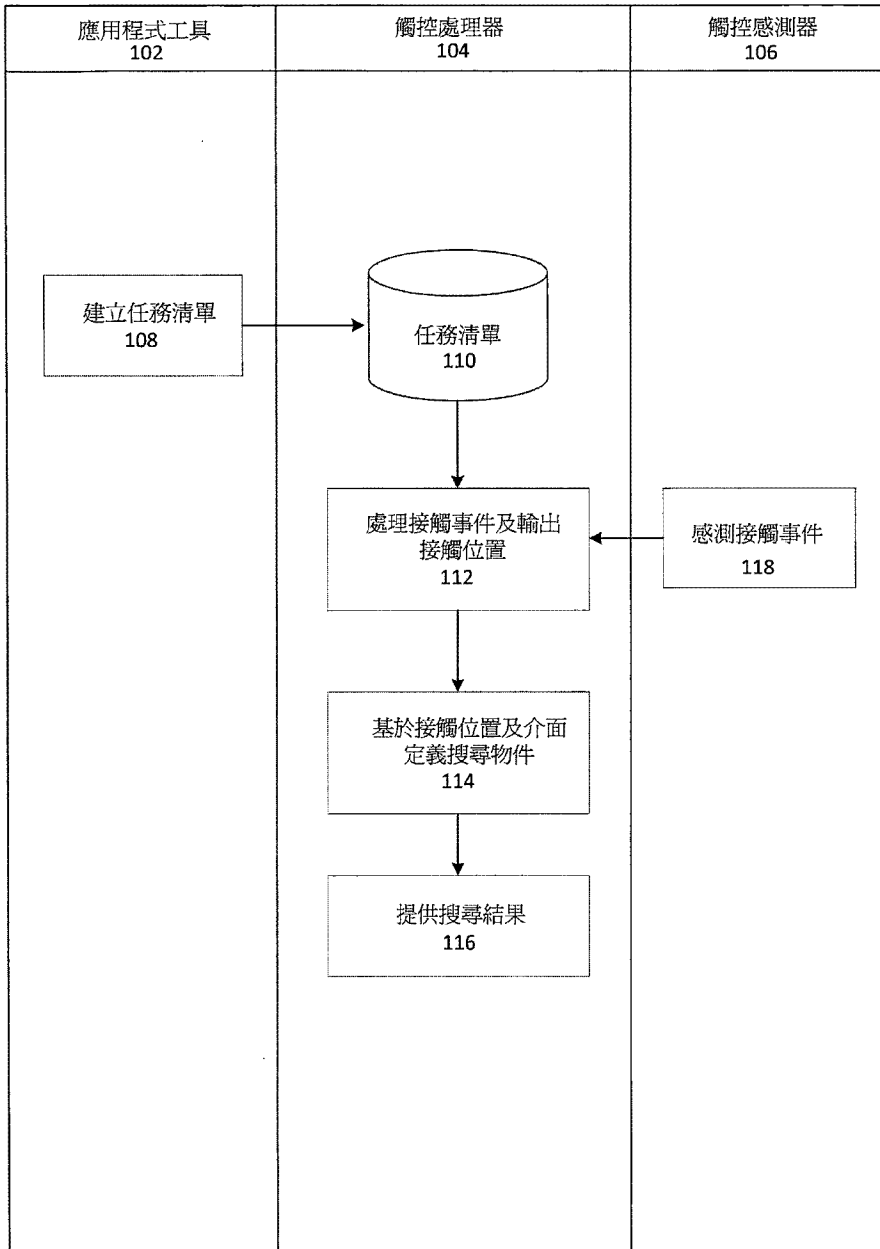 應用程式工具
102
觸控處理器
104
觸控感測器
106
建立任務清單
108
任務清單
110
處理接觸事件及輸出
接觸位置
112
感測接觸事件
118
基於接觸位置及介面
定義搜尋物件
114
提供搜尋結果
116